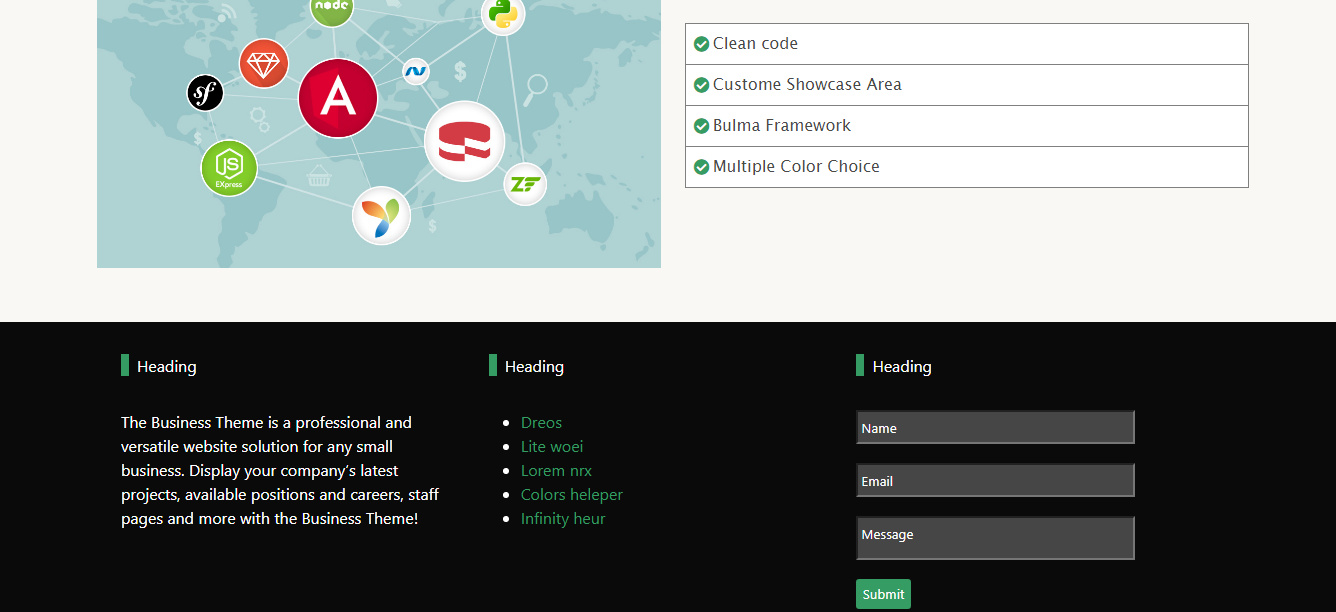 node
sf
JS
EXpress
ZF
Clean code
Custome Showcase Area
Bulma Framework
Multiple Color Choice
Heading
The Business Theme is a professional and
versatile website solution for any small
business. Display your company's latest
projects, available positions and careers, staff
pages and more with the Business Theme!
Heading
Dreos
Lite woei
Lorem nrx
Colors heleper
Infinity heur
Heading
Name
Email
Message
Submit